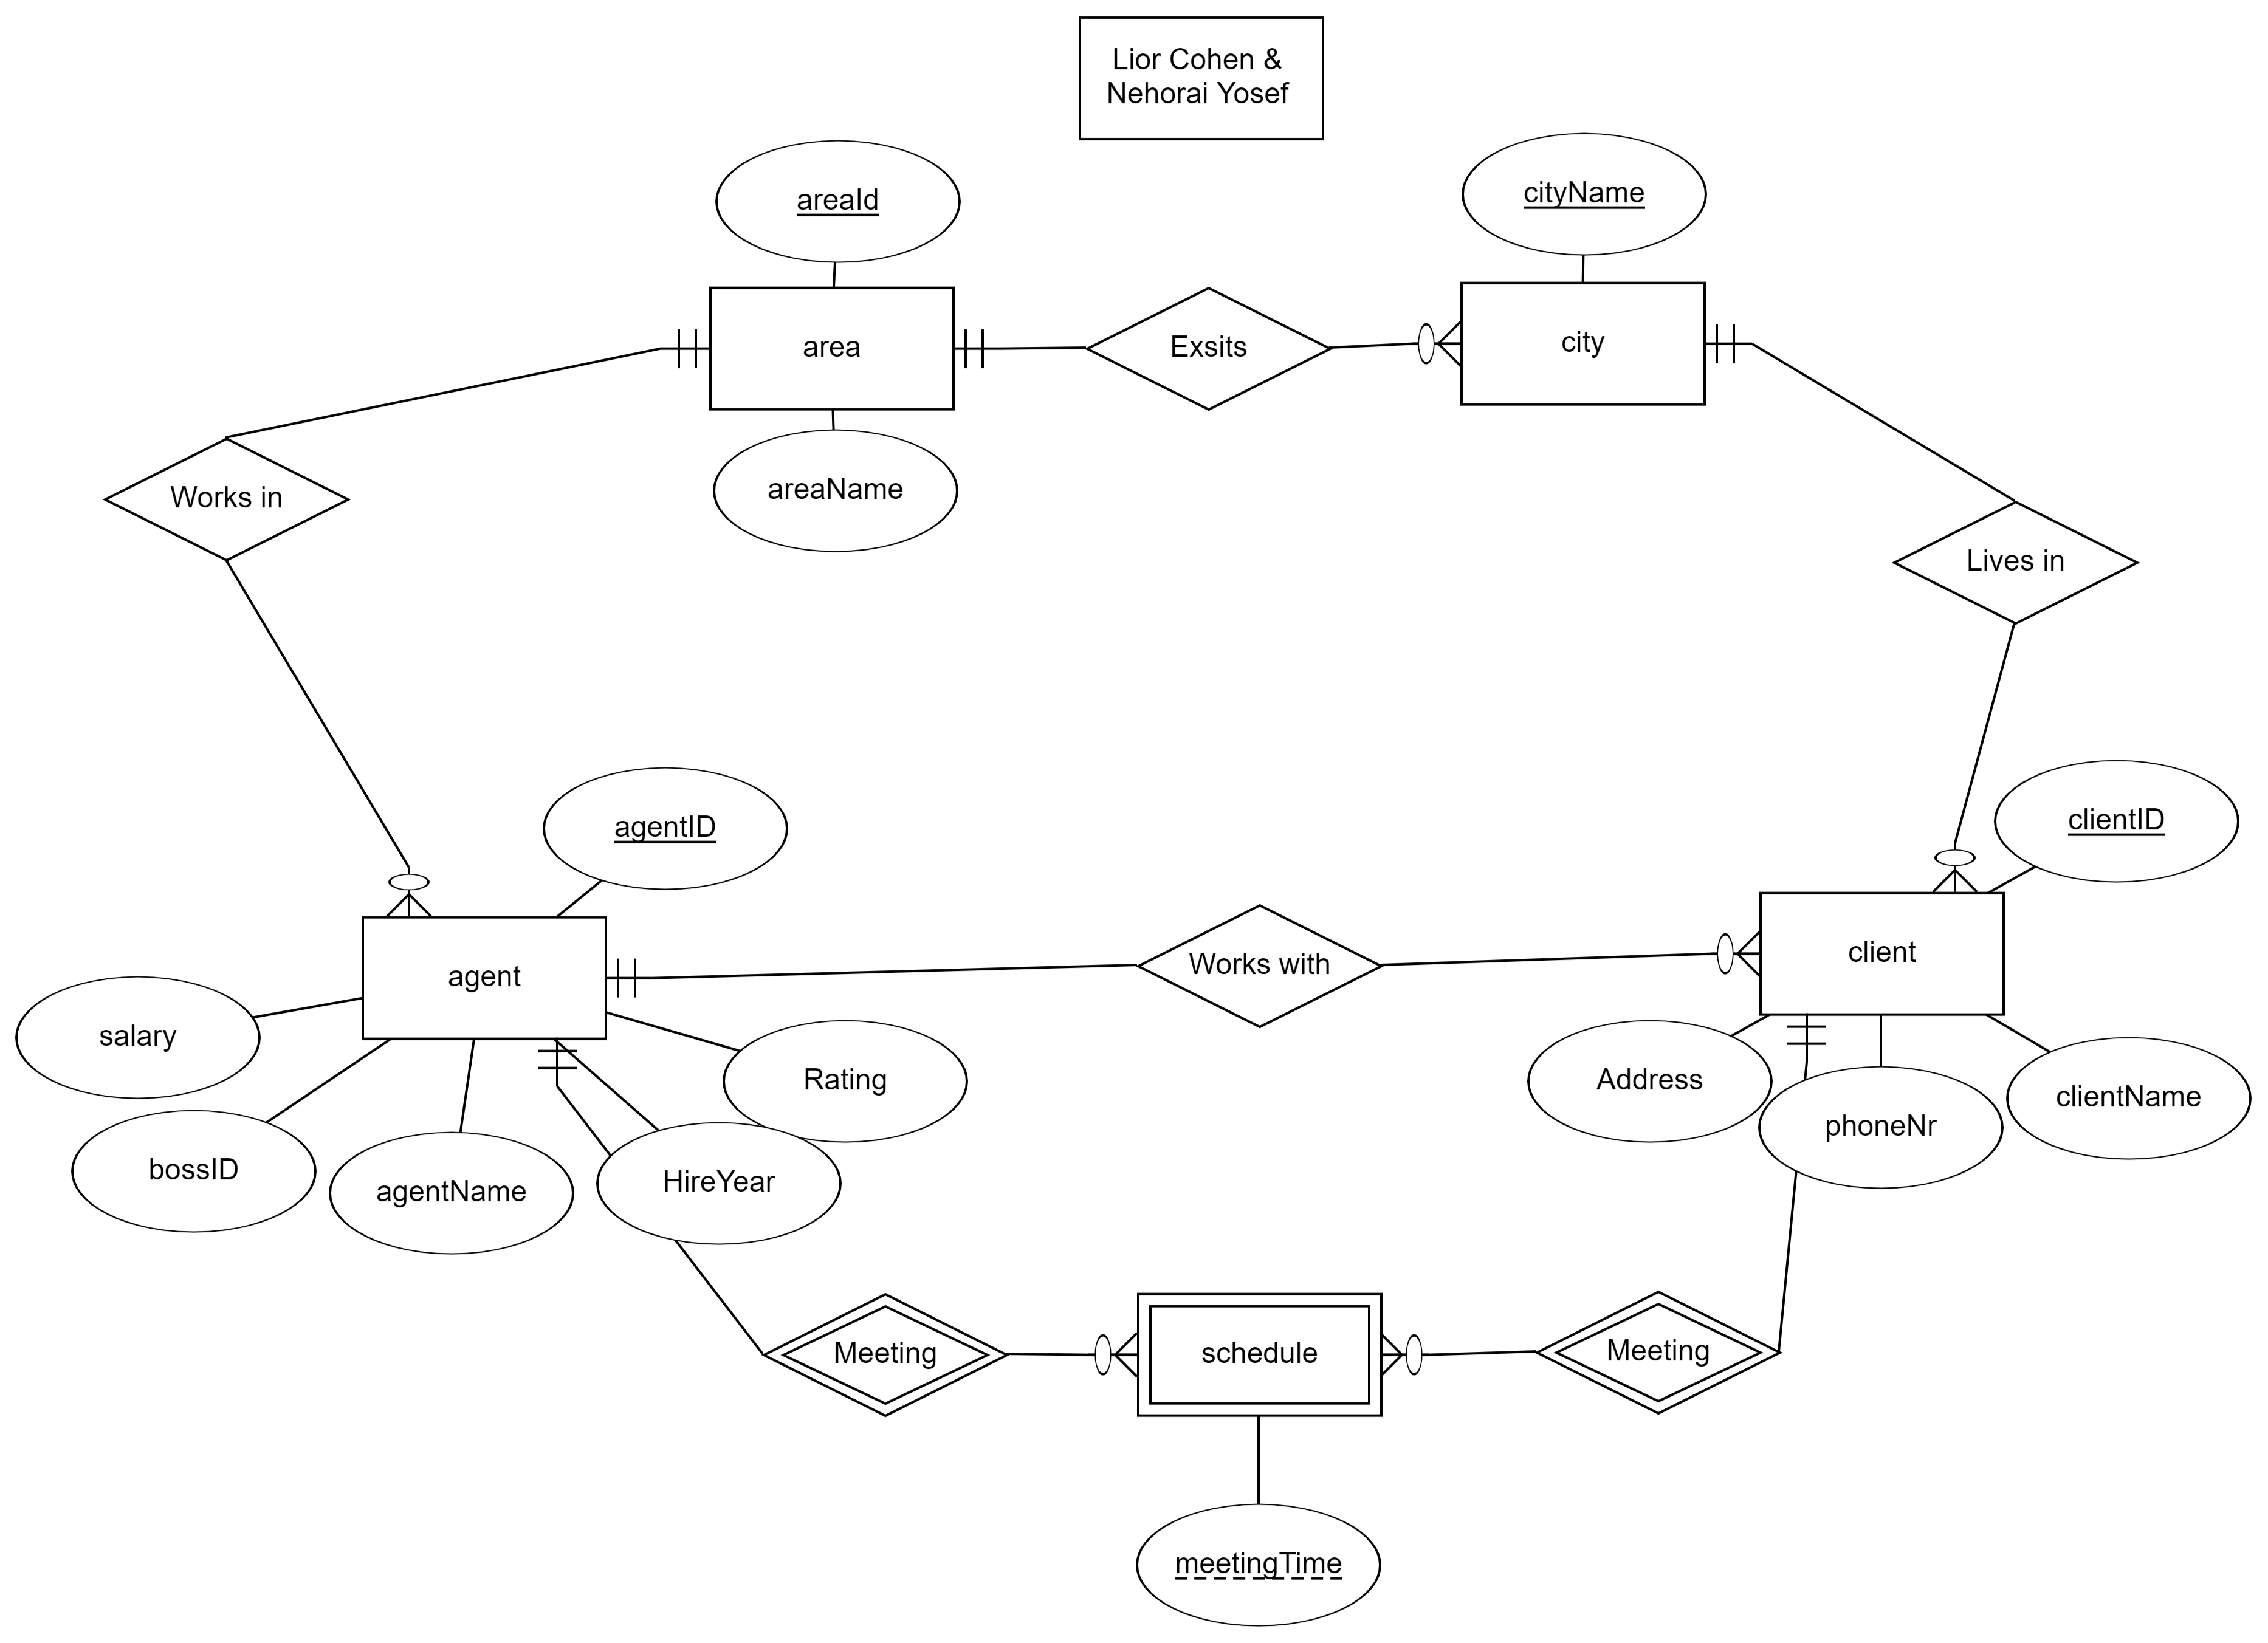 Lior Cohen &
Nehorai Yosef
areaId
cityName
area
Exsits
city
areaName
Works in
Lives in
agentID
clientID
agent
Works with
client
salary
Rating
Address
phoneNr
clientName
bossID
agentName
HireYear
Meeting
schedule
Meeting
meetingTime